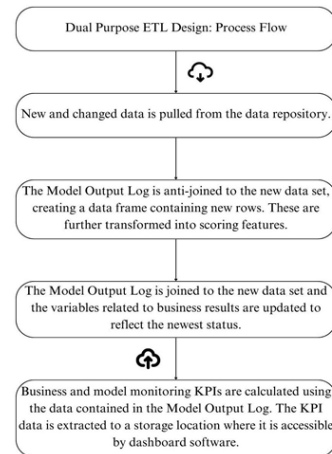 Dual Purpose ETL Design: Process Flow
New and changed data is pulled from the data repository.
The Model Output Log is anti-joined to the new data set,
creating a data frame containing new rows. These are
further transformed into scoring features.
The Model Output Log is joined to the new data set and
the variables related to business results are updated to
reflect the newest status.
Business and model monitoring KPIs are calculated using
the data contained in the Model Output Log. The KPI
data is extracted to a storage location where it is accessible
by dashboard software.